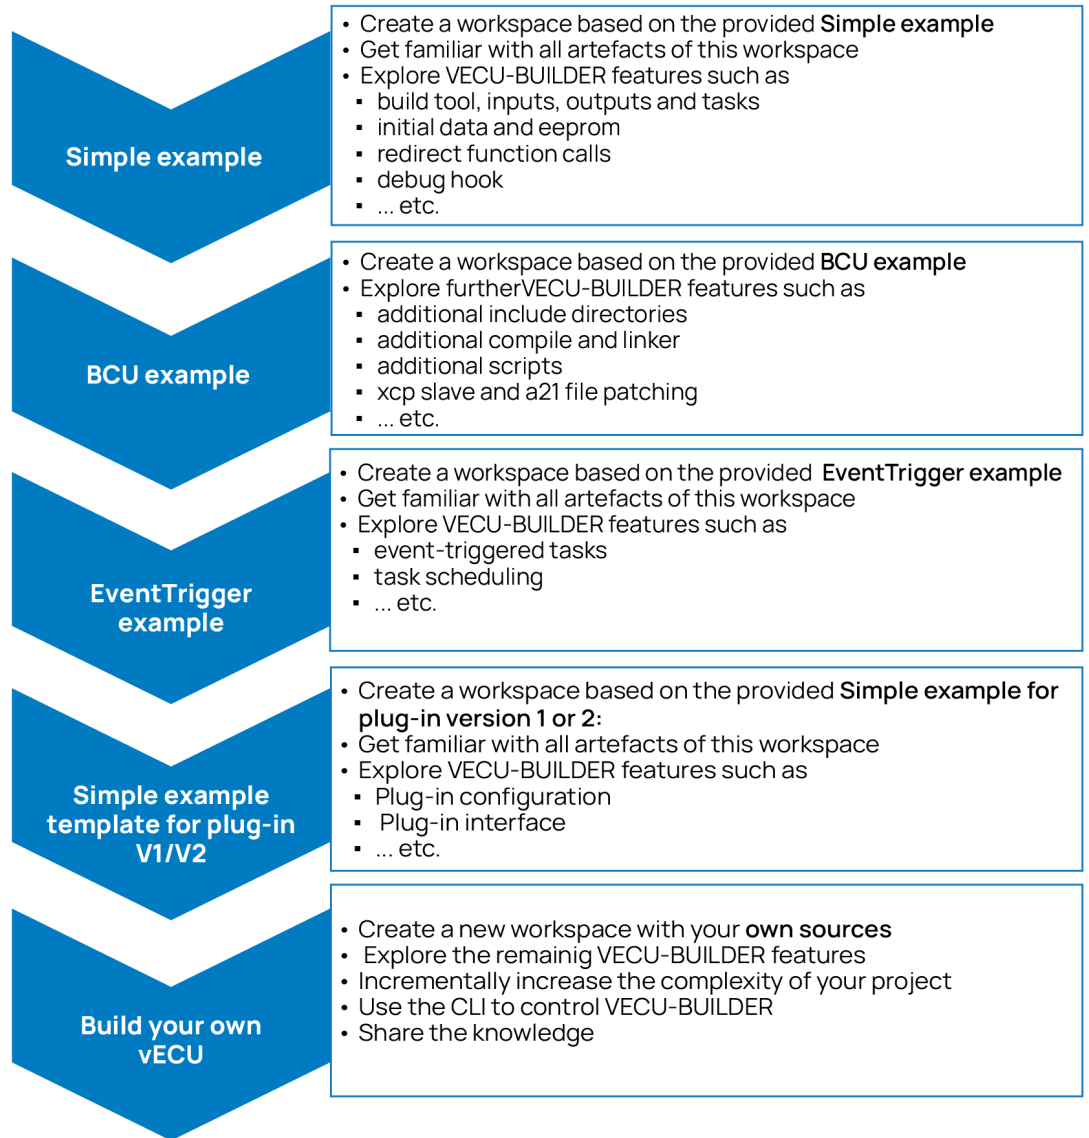 • Create a workspace based on the provided Simple example
• Get familiar with all artefacts of this workspace
• Explore VECU-BUILDER features such as
▪ build tool, inputs, outputs and tasks
▪ initial data and eeprom
▪ redirect function calls
▪ debug hook
▪ ... etc.
Simple example
• Create a workspace based on the provided BCU example
• Explore furtherVECU-BUILDER features such as
▪ additional include directories
▪ additional compile and linker
▪ additional scripts
▪ xcp slave and a21 file patching
▪ ... etc.
BCU example
• Create a workspace based on the provided EventTrigger example
• Get familiar with all artefacts of this workspace
• Explore VECU-BUILDER features such as
▪ event-triggered tasks
▪ task scheduling
▪ ... etc.
EventTrigger
example
• Create a workspace based on the provided Simple example for
plug-in version 1 or 2:
• Get familiar with all artefacts of this workspace
• Explore VECU-BUILDER features such as
▪ Plug-in configuration
▪ Plug-in interface
▪ ... etc.
Simple example
template for plug-in
V1/V2
• Create a new workspace with your own sources
• Explore the remainig VECU-BUILDER features
• Incrementally increase the complexity of your project
• Use the CLI to control VECU-BUILDER
• Share the knowledge
Build your own
vECU